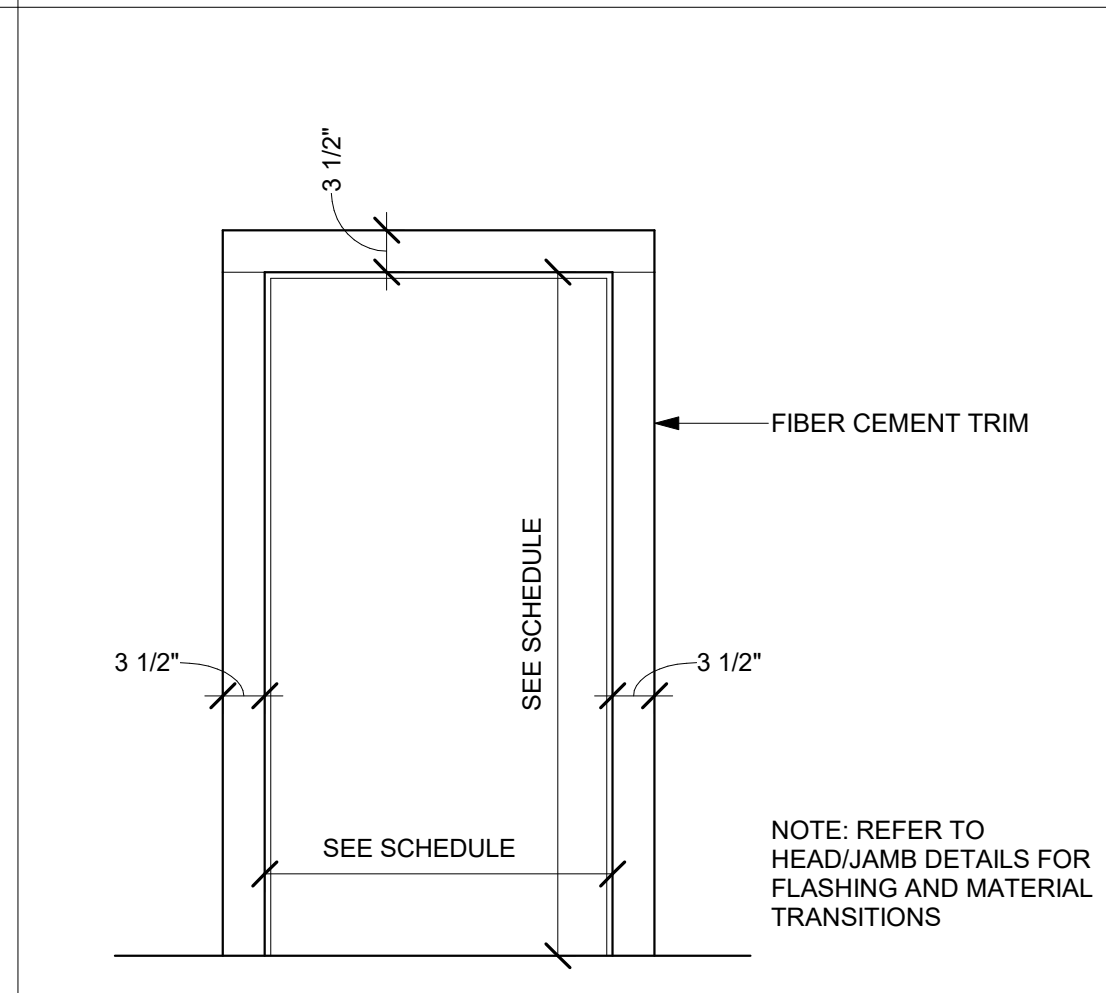 3 1/2"
FIBER CEMENT TRIM
SEE SCHEDULE
3 1/2"
3 1/2"
SEE SCHEDULE
NOTE: REFER TO
HEAD/JAMB DETAILS FOR
FLASHING AND MATERIAL
TRANSITIONS